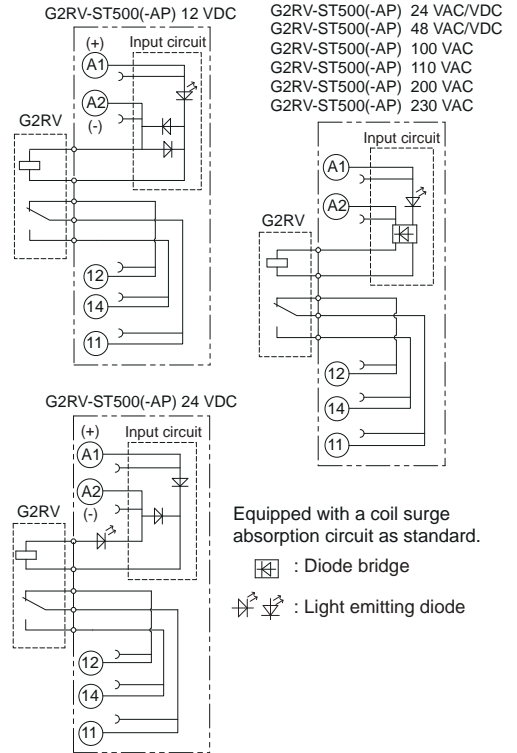 G2RV-ST500(-AP) 12 VDC
(+)
Input circuit
A1
A2
(-)
G2RV
12
14
11
G2RV-ST500(-AP) 24 VAC/VDC
G2RV-ST500(-AP) 48 VAC/VDC
G2RV-ST500(-AP) 100 VAC
G2RV-ST500(-AP) 110 VAC
G2RV-ST500(-AP) 200 VAC
G2RV-ST500(-AP) 230 VAC
Input circuit
A1
A2
G2RV
12
14
11
G2RV-ST500(-AP) 24 VDC
(+)
Input circuit
A1
A2
(-)
G2RV
12
14
11
Equipped with a coil surge
absorption circuit as standard.
: Diode bridge
: Light emitting diode